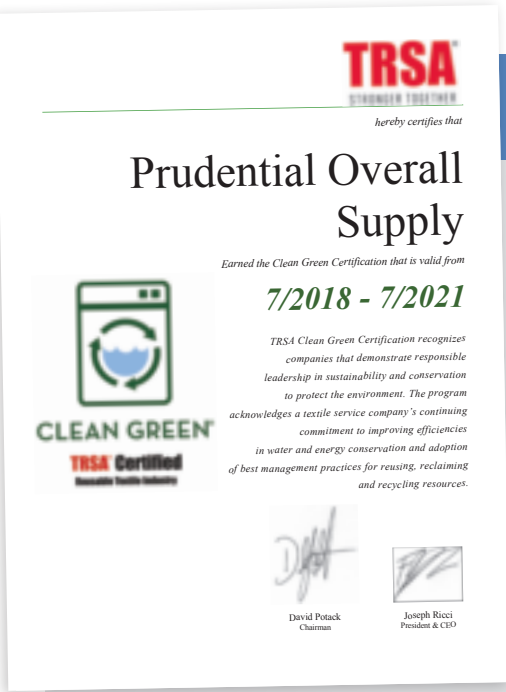 TRSA®
STRONGER TOGETHER
hereby certifies that
Prudential Overall
Supply
Earned the Clean Green Certification that is valid from
7/2018 - 7/2021
TRSA Clean Green Certification recognizes
companies that demonstrate responsible
leadership in sustainability and conservation
to protect the environment. The program
acknowledges a textile service company's continuing
commitment to improving efficiencies
in water and energy conservation and adoption
of best management practices for reusing, reclaiming
and recycling resources.
CLEAN GREEN®
TRSA® Certified
Reusable Textile Industry
David Potack
Chairman
Joseph Ricci
President & CEO